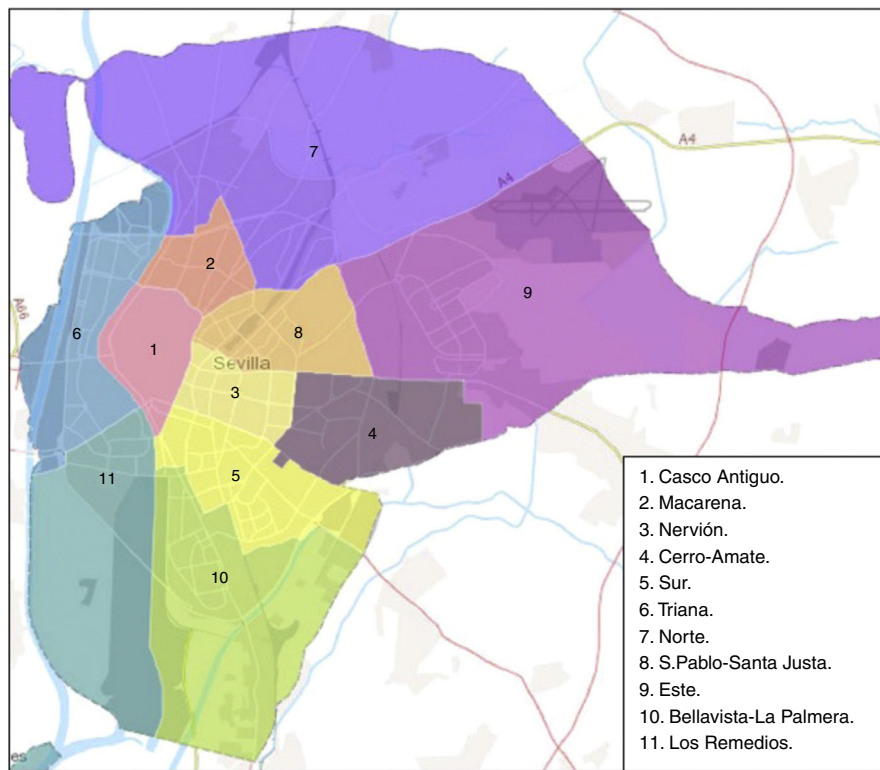 7
A4
A4
2
9
6
A66
8
1
Sevilla
3
4
5
11
10
es
1. Casco Antiguo.
2. Macarena.
3. Nervión.
4. Cerro-Amate.
5. Sur.
6. Triana.
7. Norte.
8. S.Pablo-Santa Justa.
9. Este.
10. Bellavista-La Palmera.
11. Los Remedios.